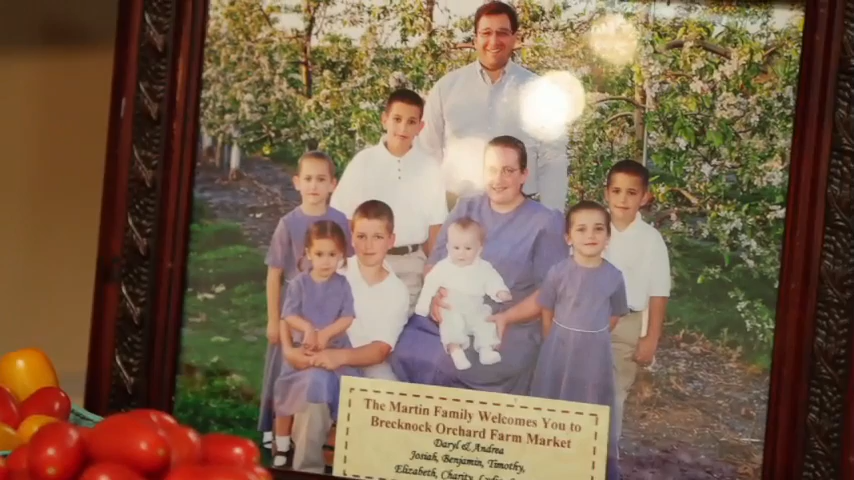 The Martin Family Welcomes You to
Brecknock Orchard Farm Market
Daryl & Andrea
Josiah, Benjamin, Timothy,
Elizabeth, Charity,